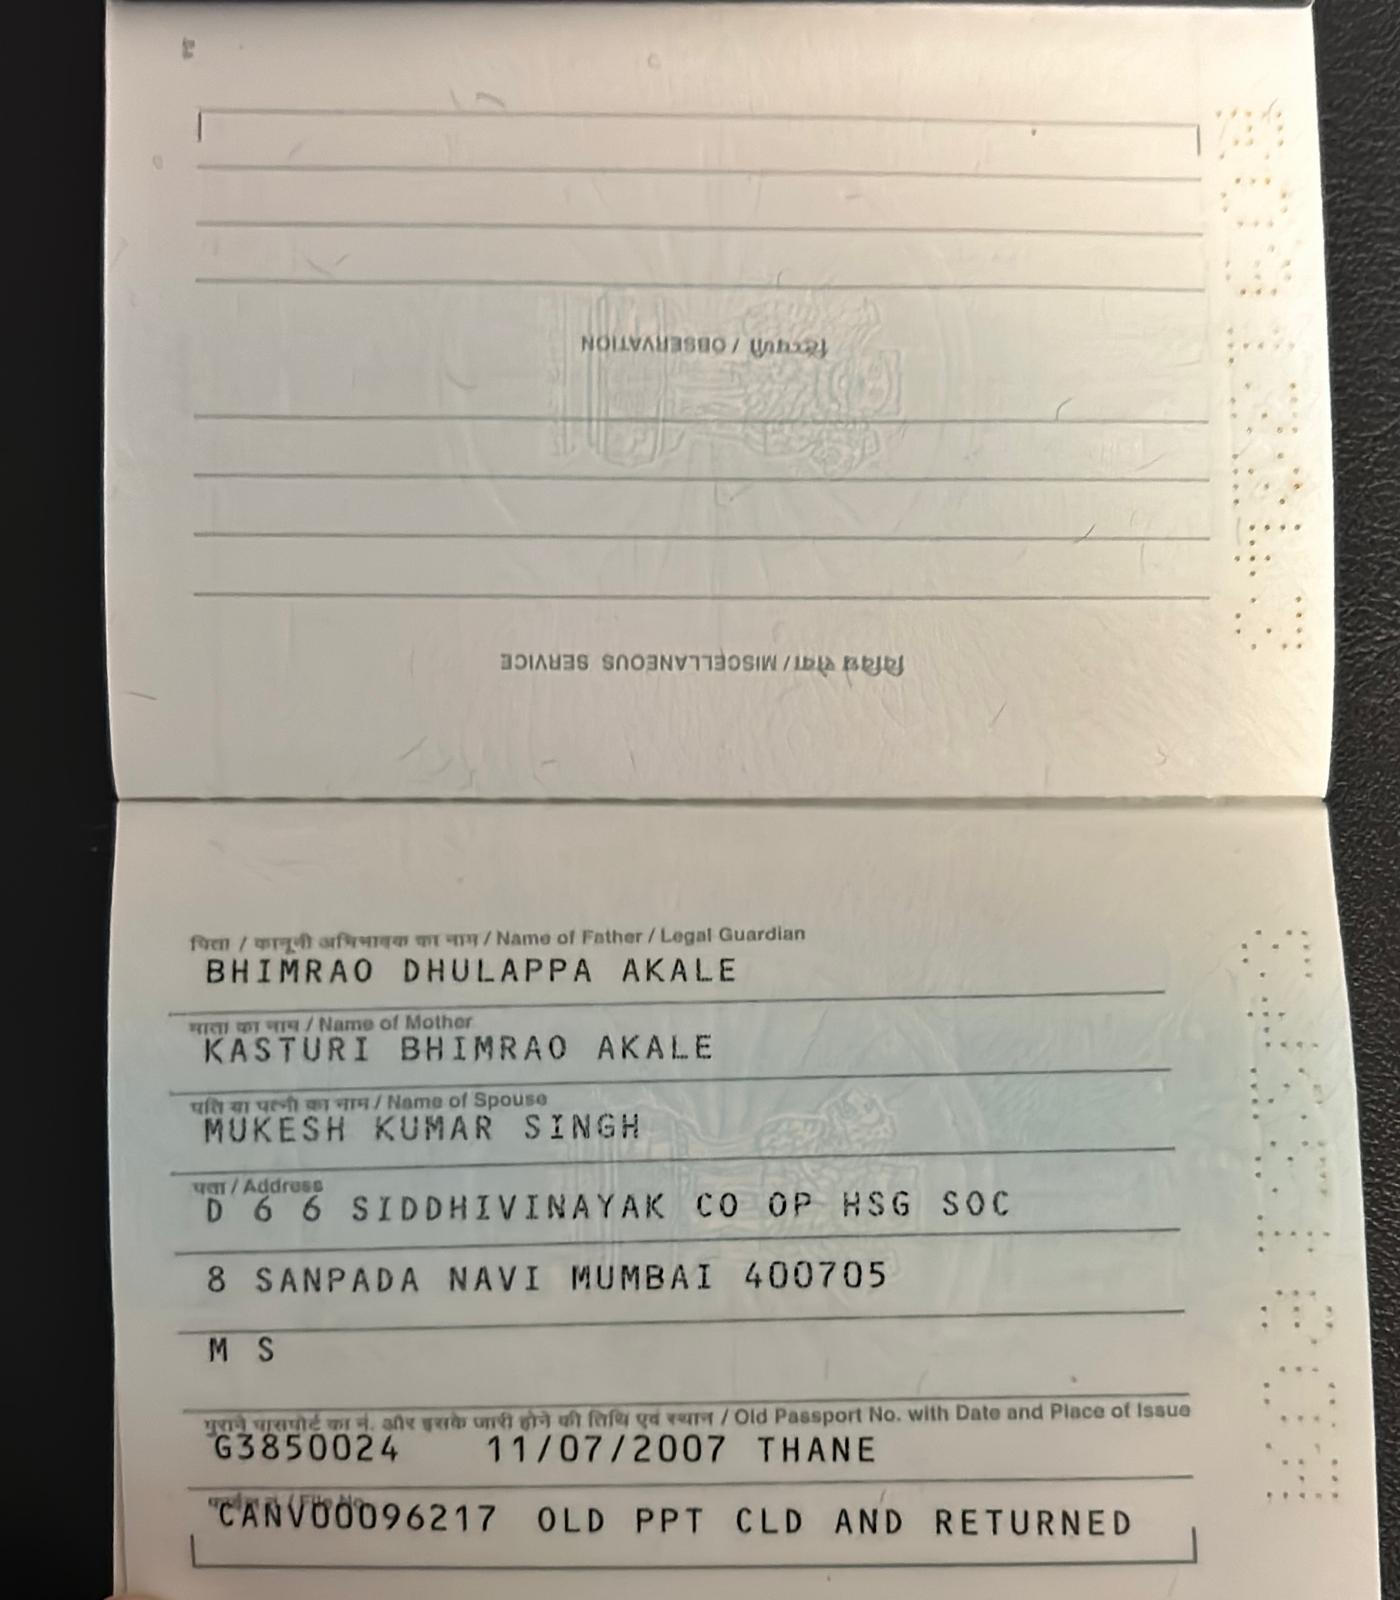 टिप्पणी / OBSERVATION
विविध सेवा / MISCELLANEOUS SERVICE
पिता / कानूनी अभिभावक का नाम / Name of Father / Legal Guardian
BHIMRAO DHULAPPA AKALE
माता का नाम / Name of Mother
KASTURI BHIMRAO AKALE
पति या पत्नी का नाम / Name of Spouse
MUKESH KUMAR SINGH
पता / Address
D 6 6 SIDDHIVINAYAK CO OP HSG SOC
8 SANPADA NAVI MUMBAI 400705
M S
पुराने पासपोर्ट का नं. और इसके जारी होने की तिथि एवं स्थान / Old Passport No. with Date and Place of Issue
G3850024 11/07/2007 THANE
फाईल नं / File No.
CANV00096217 OLD PPT CLD AND RETURNED